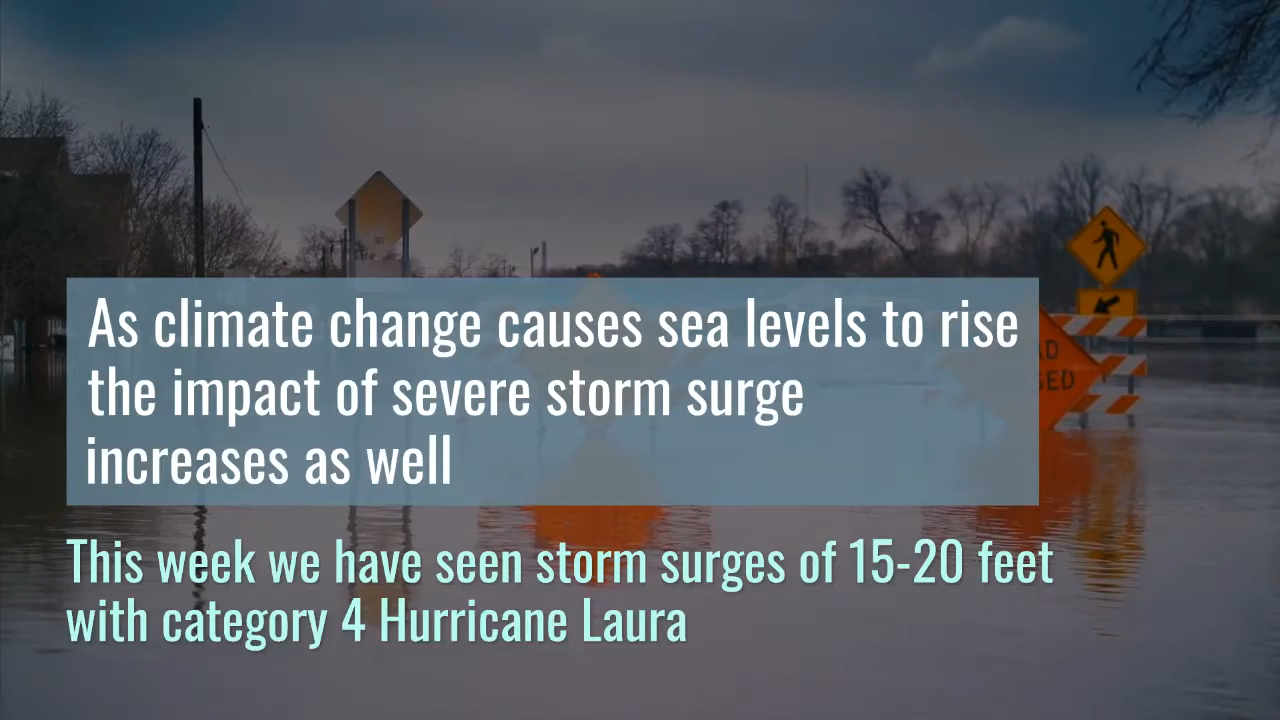 As climate change causes sea levels to rise
the impact of severe storm surge
increases as well
This week we have seen storm surges of 15-20 feet
with category 4 Hurricane Laura